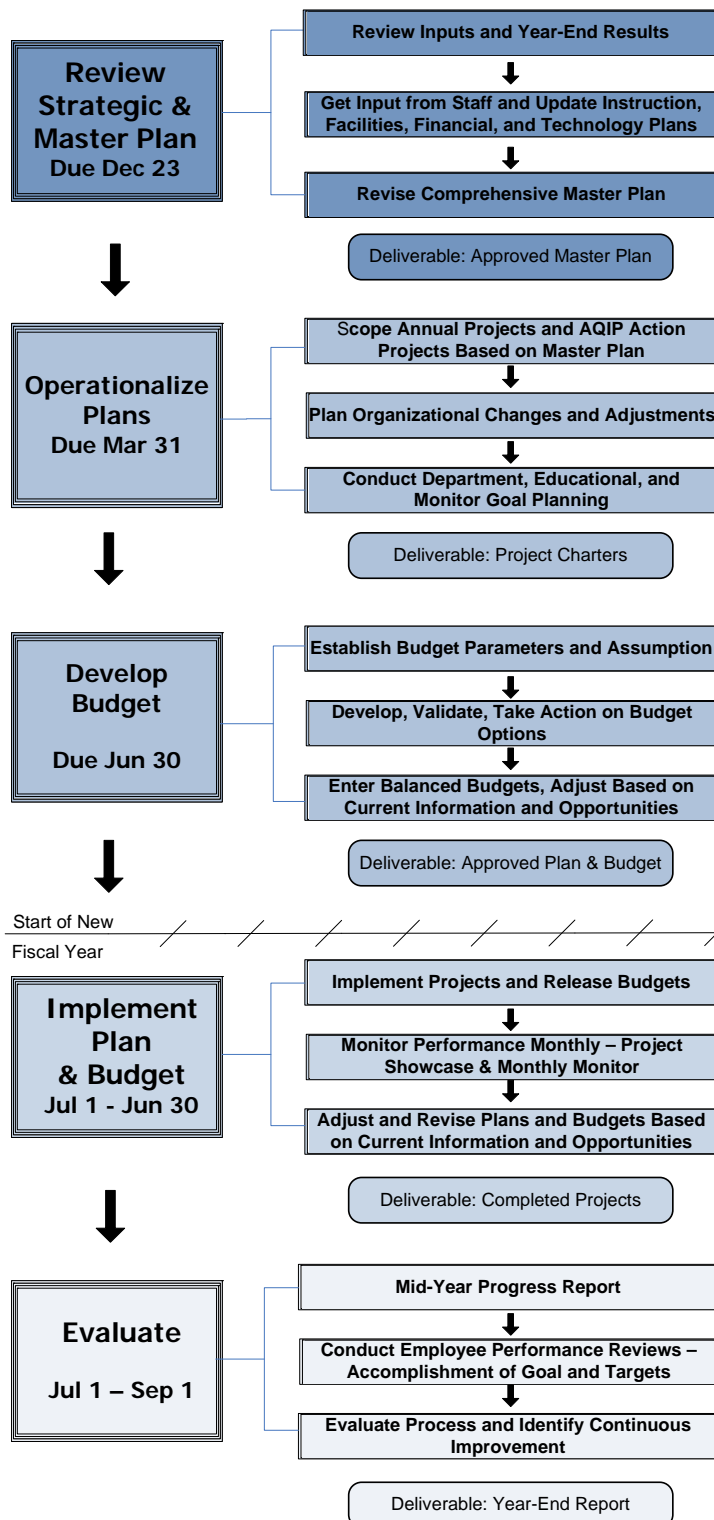 Review
Strategic &
Master Plan
Due Dec 23
Review Inputs and Year-End Results
Get Input from Staff and Update Instruction,
Facilities, Financial, and Technology Plans
Revise Comprehensive Master Plan
Deliverable: Approved Master Plan
Operationalize
Plans
Due Mar 31
Scope Annual Projects and AQIP Action
Projects Based on Master Plan
Plan Organizational Changes and Adjustments
Conduct Department, Educational, and
Monitor Goal Planning
Deliverable: Project Charters
Develop
Budget
Due Jun 30
Establish Budget Parameters and Assumption
Develop, Validate, Take Action on Budget
Options
Enter Balanced Budgets, Adjust Based on
Current Information and Opportunities
Deliverable: Approved Plan & Budget
Start of New
Fiscal Year
Implement
Plan
& Budget
Jul 1 - Jun 30
Implement Projects and Release Budgets
Monitor Performance Monthly – Project
Showcase & Monthly Monitor
Adjust and Revise Plans and Budgets Based
on Current Information and Opportunities
Deliverable: Completed Projects
Evaluate
Jul 1 – Sep 1
Mid-Year Progress Report
Conduct Employee Performance Reviews –
Accomplishment of Goal and Targets
Evaluate Process and Identify Continuous
Improvement
Deliverable: Year-End Report